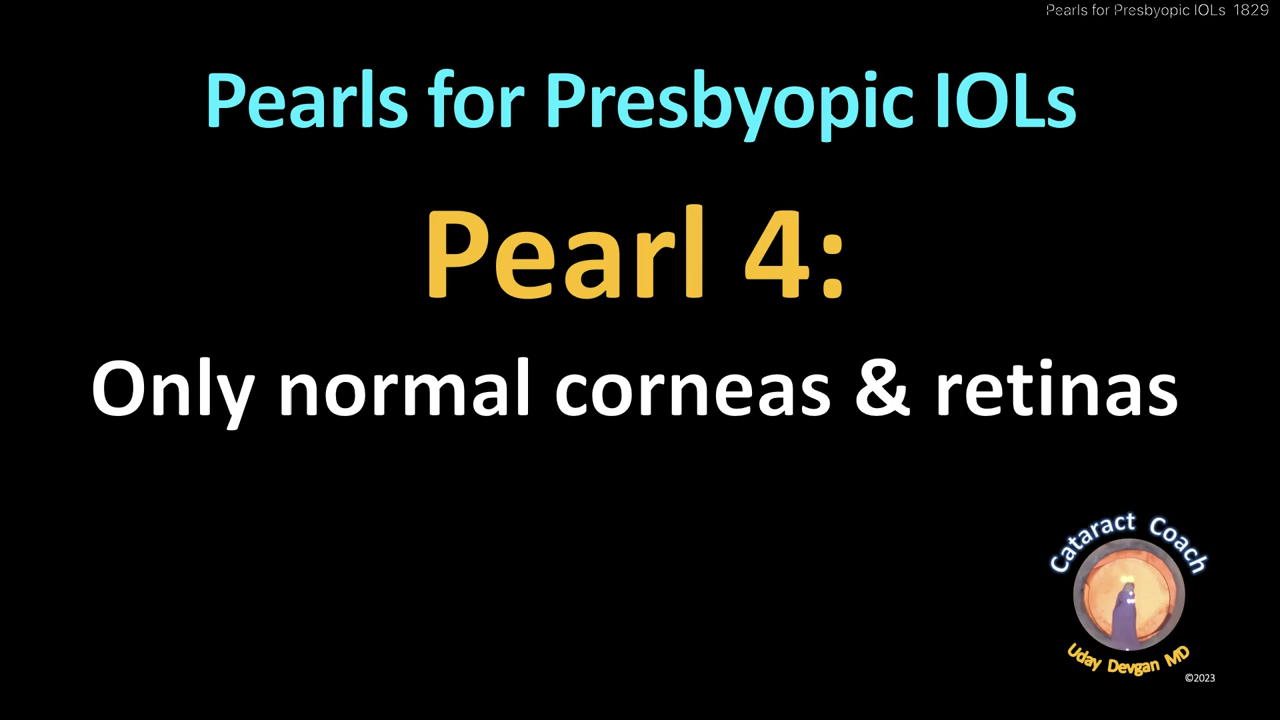 Pearls for Presbyopic IOLs 1829
Pearls for Presbyopic IOLs
Pearl 4:
Only normal corneas & retinas
Cataract Coach
Uday Devgan MD
©2023